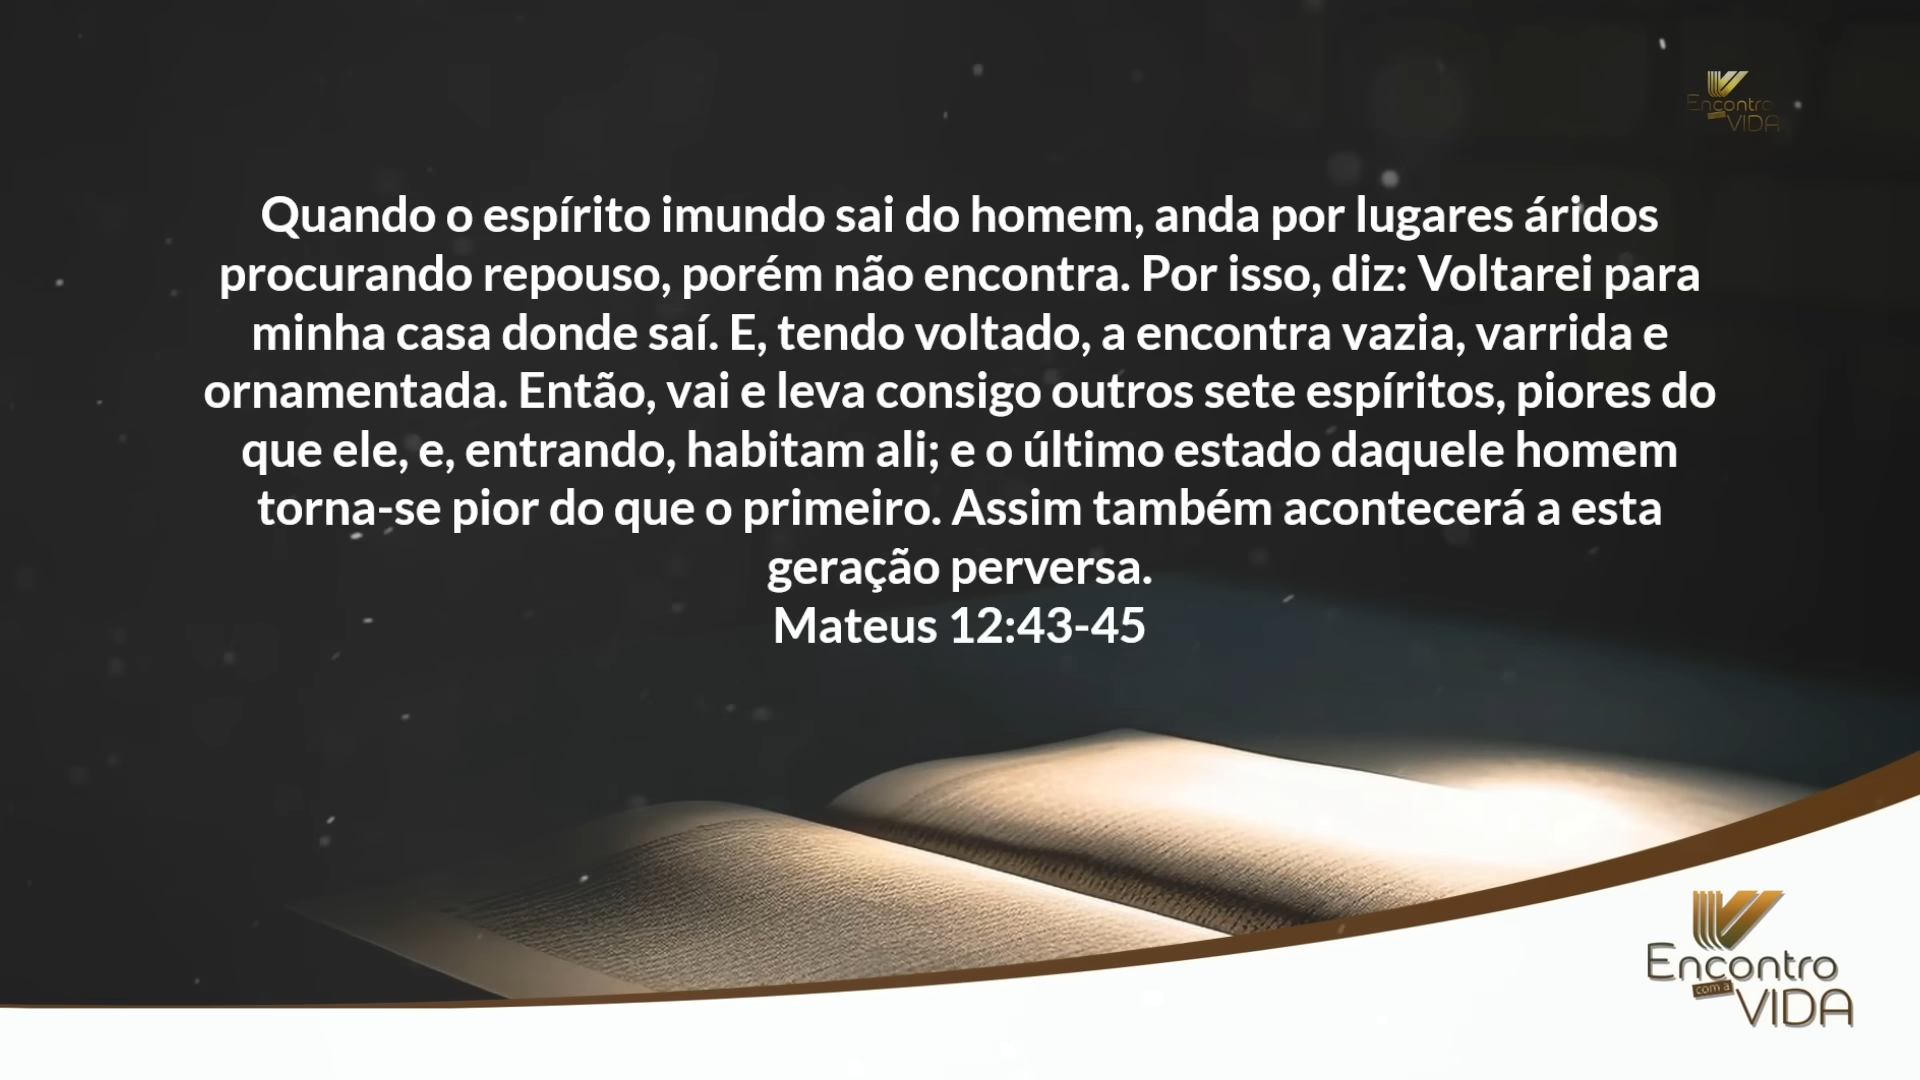 Encontro
VIDA
Quando o espírito imundo sai do homem, anda por lugares áridos
procurando repouso, porém não encontra. Por isso, diz: Voltarei para
minha casa donde saí. E, tendo voltado, a encontra vazia, varrida e
ornamentada. Então, vai e leva consigo outros sete espíritos, piores do
que ele, e, entrando, habitam ali; e o último estado daquele homem
torna-se pior do que o primeiro. Assim também acontecerá a esta
geração perversa.
Mateus 12:43-45
Encontro
com a
VIDA